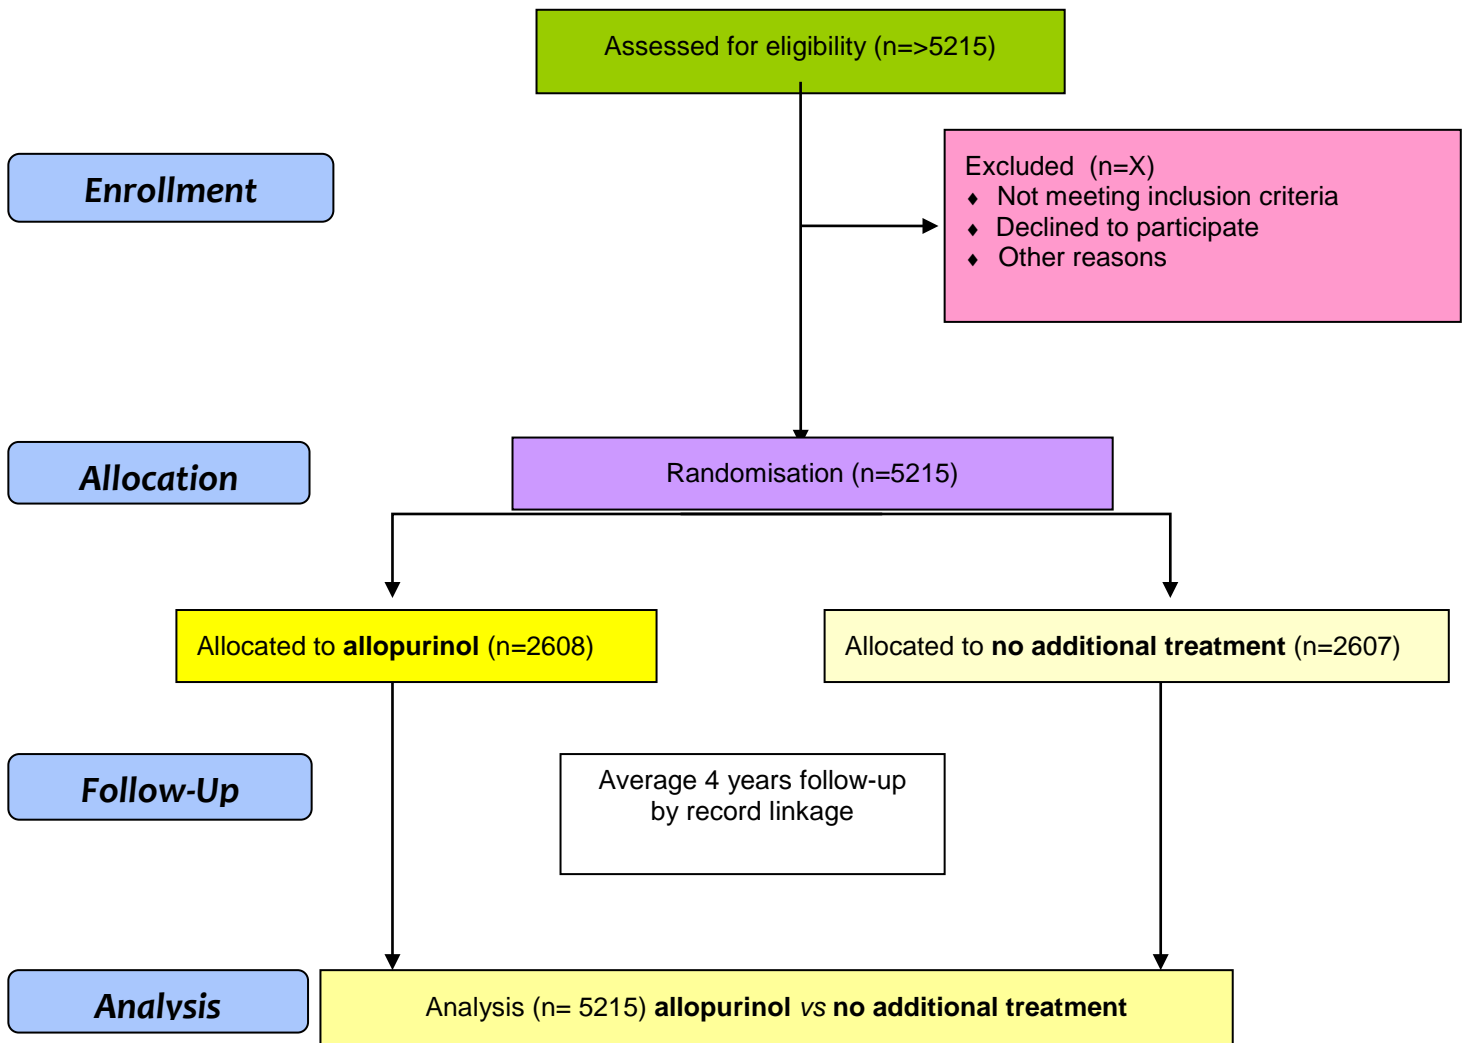 Assessed for eligibility (n=>5215)
Enrollment
Excluded  (n=X)
♦ Not meeting inclusion criteria
♦ Declined to participate
♦ Other reasons
Allocation
Randomisation (n=5215)
Allocated to allopurinol (n=2608)
Allocated to no additional treatment (n=2607)
Follow-Up
Average 4 years follow-up
by record linkage
Analysis
Analysis (n= 5215) allopurinol vs no additional treatment